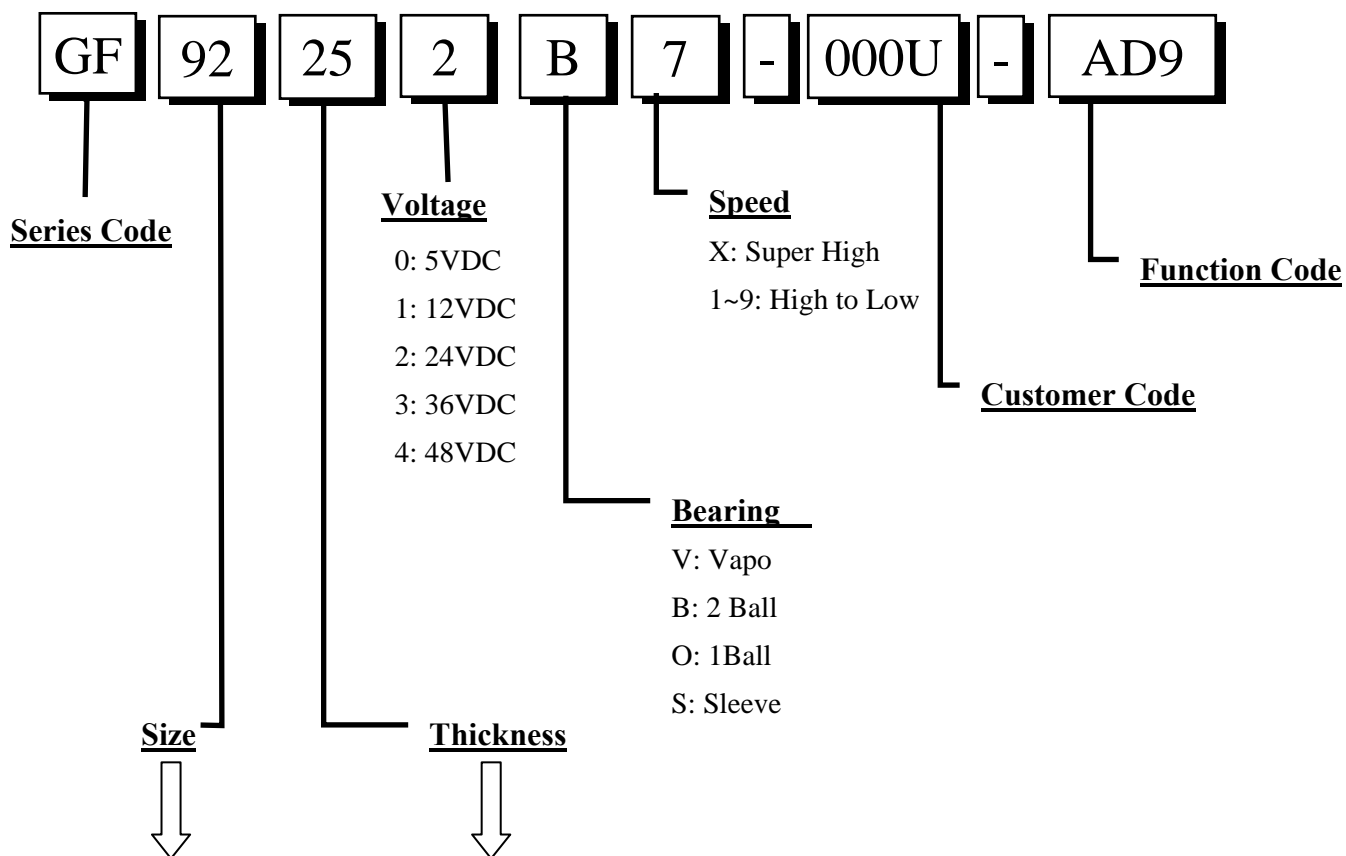 GF 92 25 2 B 7 - 000U - AD9
Series Code
Voltage
0: 5VDC
1: 12VDC
2: 24VDC
3: 36VDC
4: 48VDC
Speed
X: Super High
1~9: High to Low
Function Code
Customer Code
Bearing
V: Vapo
B: 2 Ball
O: 1Ball
S: Sleeve
Size
Thickness